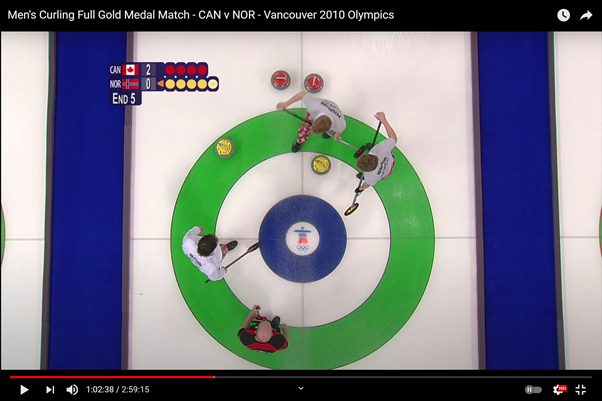 Men's Curling Full Gold Medal Match - CAN v NOR - Vancouver 2010 Olympics
CAN 2
NOR 0
END 5
1:02:38 / 2:59:15
HD